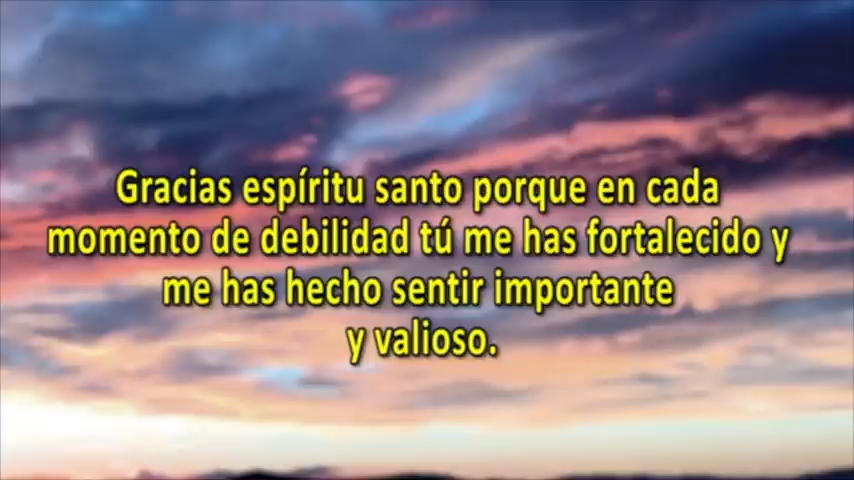 Gracias espíritu santo porque en cada
momento de debilidad tú me has fortalecido y
me has hecho sentir importante
y valioso.